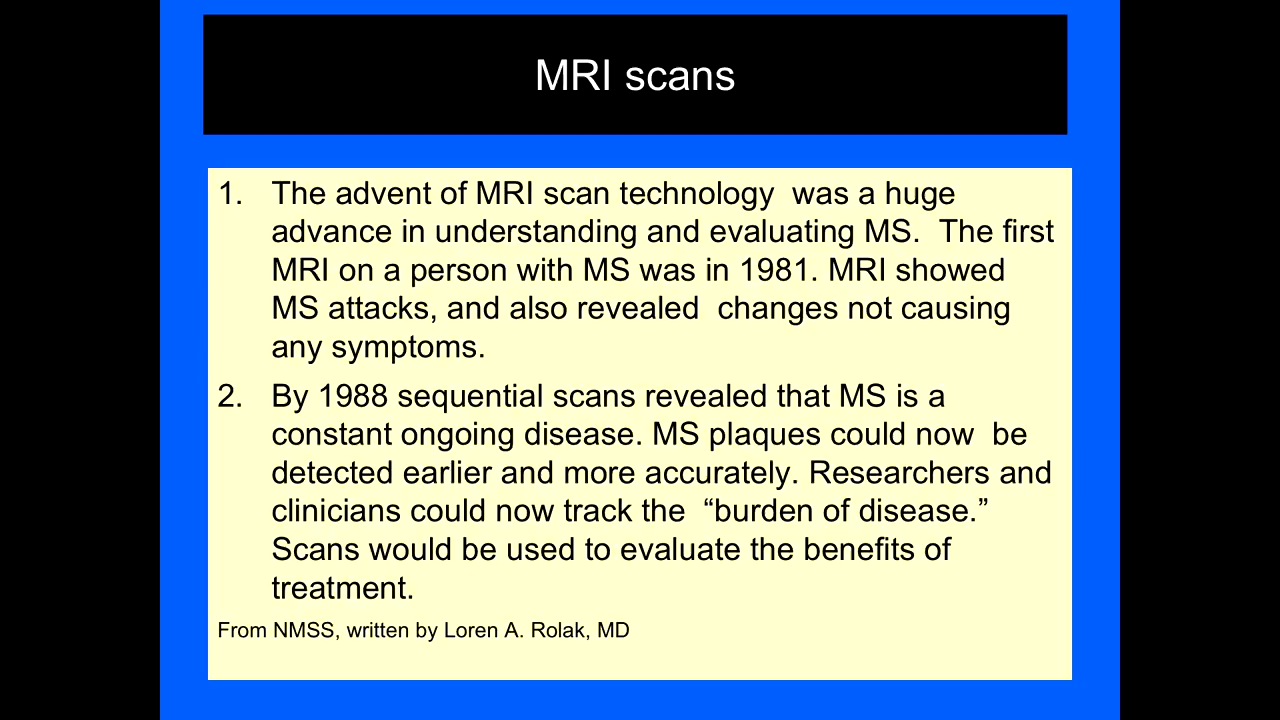 MRI scans
1. The advent of MRI scan technology  was a huge
advance in understanding and evaluating MS.  The first
MRI on a person with MS was in 1981. MRI showed
MS attacks, and also revealed  changes not causing
any symptoms.
2. By 1988 sequential scans revealed that MS is a
constant ongoing disease. MS plaques could now  be
detected earlier and more accurately. Researchers and
clinicians could now track the  “burden of disease.”
Scans would be used to evaluate the benefits of
treatment.
From NMSS, written by Loren A. Rolak, MD